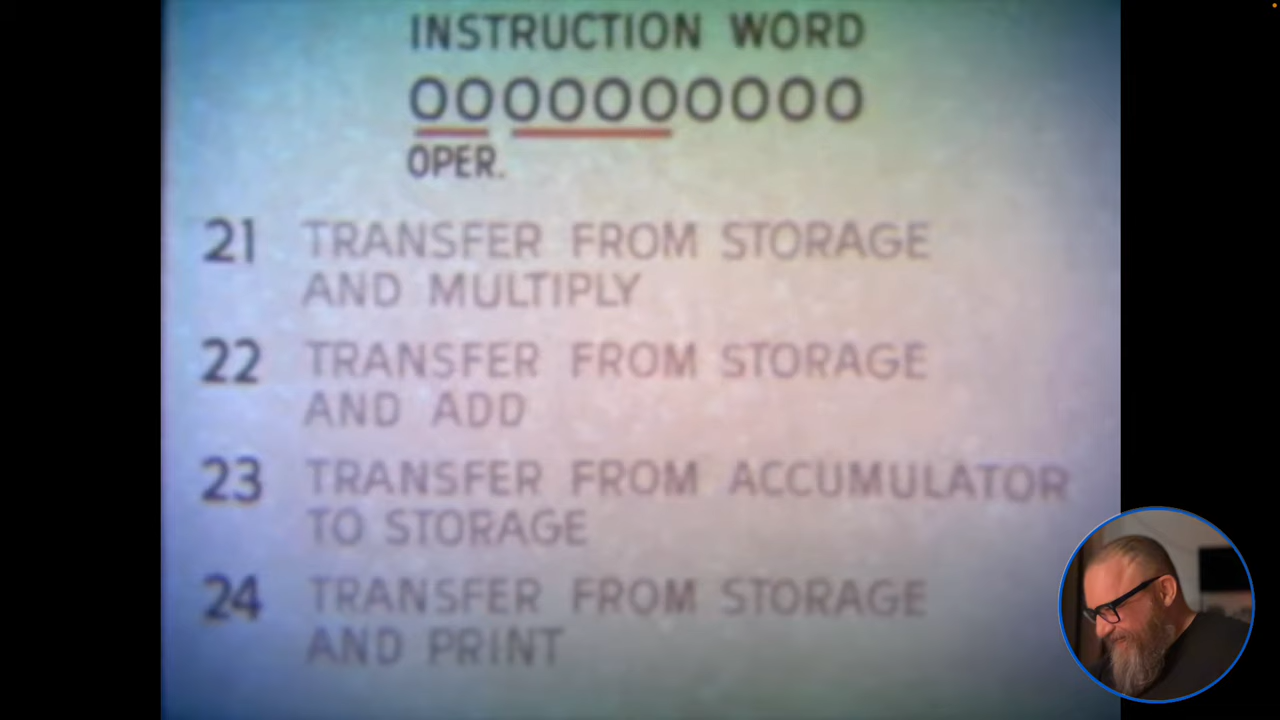 INSTRUCTION WORD
OOOOOOOOOO
OPER.
21 TRANSFER FROM STORAGE
AND MULTIPLY
22 TRANSFER FROM STORAGE
AND ADD
23 TRANSFER FROM ACCUMULATOR
TO STORAGE
24 TRANSFER FROM STORAGE
AND PRINT